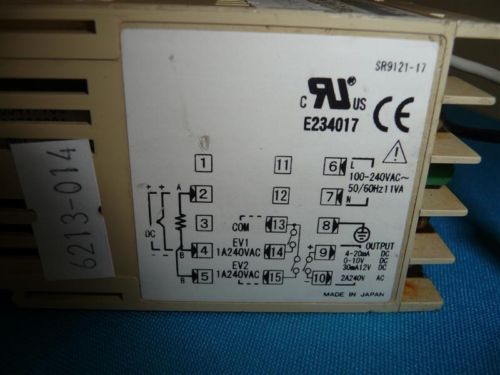 SR9121-17
C RU US
E234017
CE
6213-014
1 11 6 L
100-240VAC~
50/60Hz 11VA
2 12 7 N
+ + A
DC
3 COM 13 8
EV1
1A240VAC
4 14 9
OUTPUT
4-20mA DC
0-10V DC
30mA12V DC
EV2
1A240VAC
5 15 10
2A240V AC
- - B B
+ -
MADE IN JAPAN